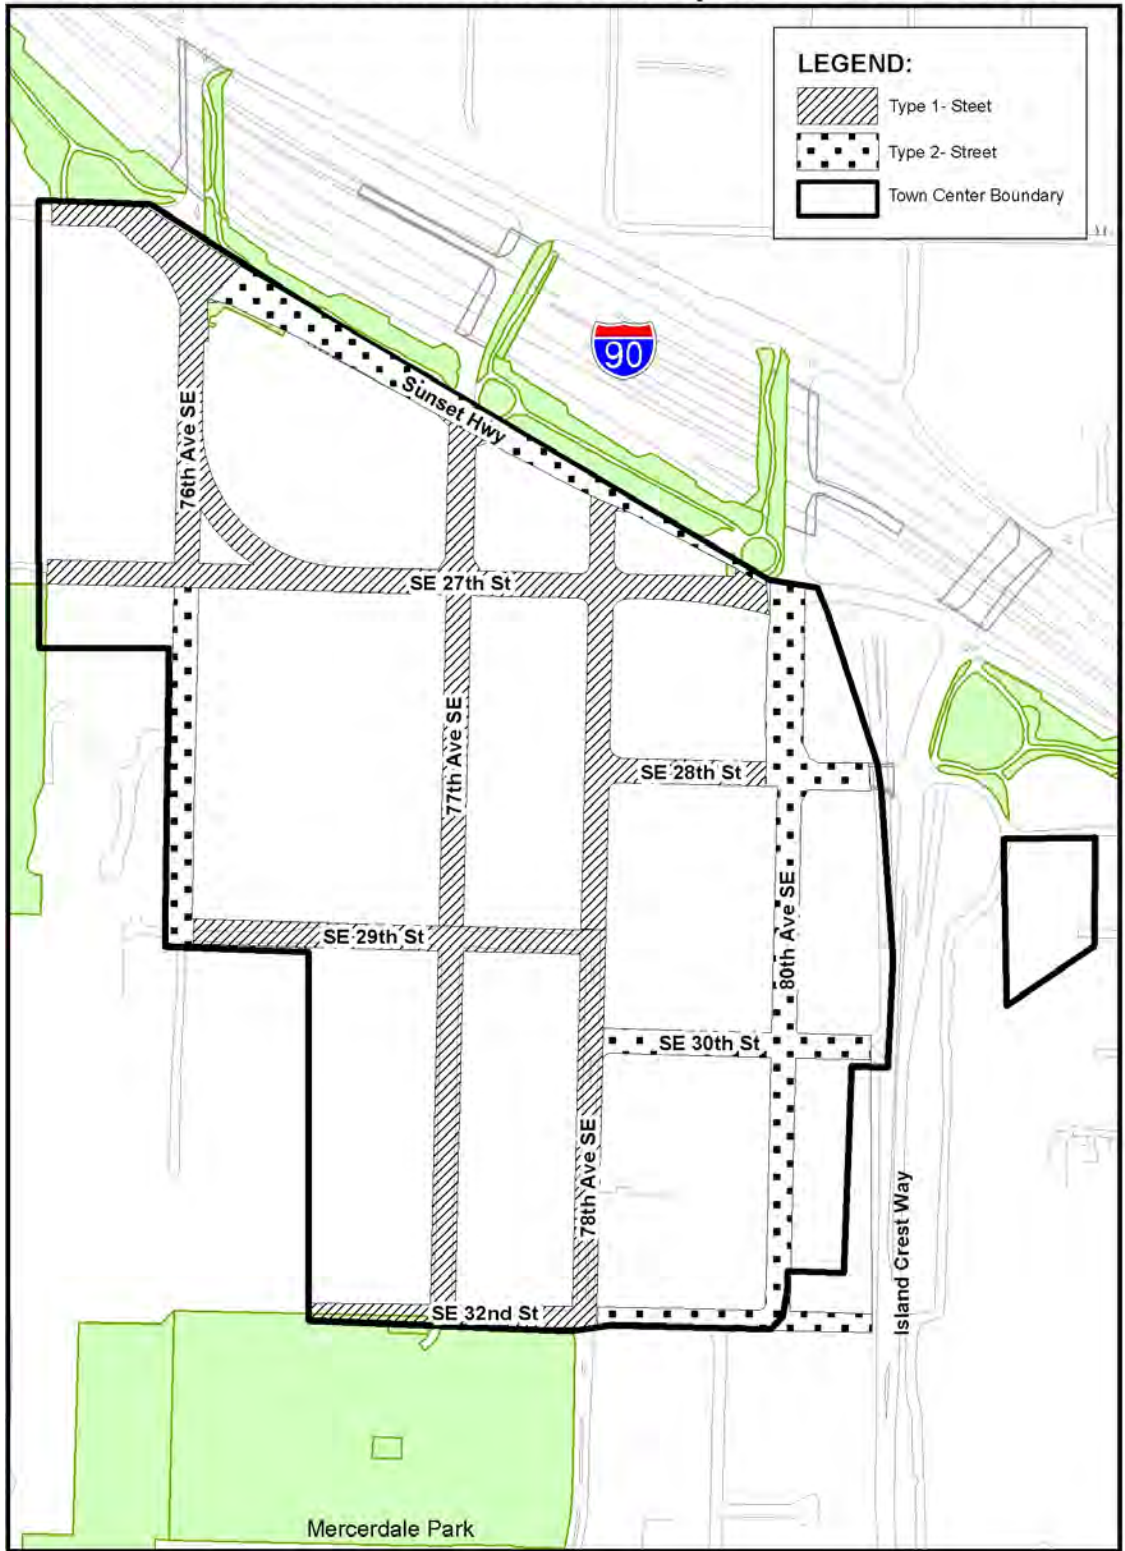 LEGEND:
Type 1- Steet
Type 2- Street
Town Center Boundary
90
Sunset Hwy
76th Ave SE
SE 27th St
77th Ave SE
SE 28th St
80th Ave SE
SE 29th St
SE 30th St
78th Ave SE
Island Crest Way
SE 32nd St
Mercerdale Park